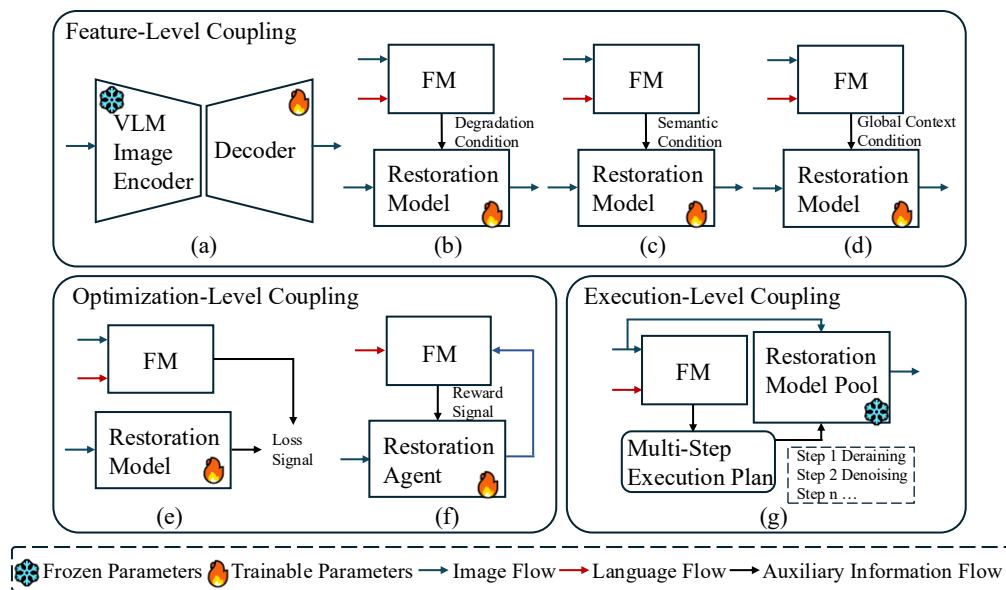 Feature-Level Coupling
VLM
Image
Encoder
Decoder
(a)
FM
Degradation
Condition
Restoration
Model
(b)
FM
Semantic
Condition
Restoration
Model
(c)
FM
Global Context
Condition
Restoration
Model
(d)
Optimization-Level Coupling
FM
Restoration
Model
Loss
Signal
(e)
FM
Reward
Signal
Restoration
Agent
(f)
Execution-Level Coupling
FM
Restoration
Model Pool
Multi-Step
Execution Plan
Step 1 Deraining
Step 2 Denoising
Step n ...
(g)
Frozen Parameters
Trainable Parameters
Image Flow
Language Flow
Auxiliary Information Flow